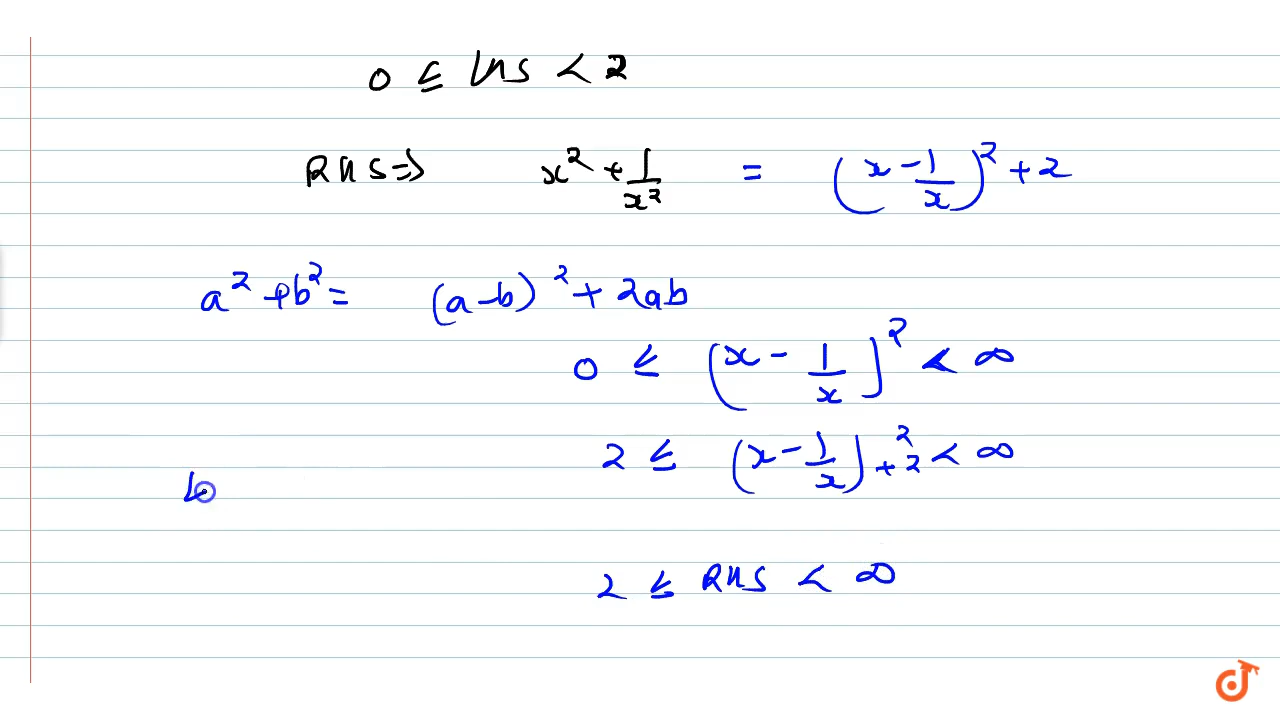 0 ≤ LHS < 2
RHS ⇒ x² + 1/x² = (x - 1/x)² + 2
a² + b² = (a - b)² + 2ab
0 ≤ (x - 1/x)² < ∞
2 ≤ (x - 1/x)² + 2 < ∞
2 ≤ RHS < ∞